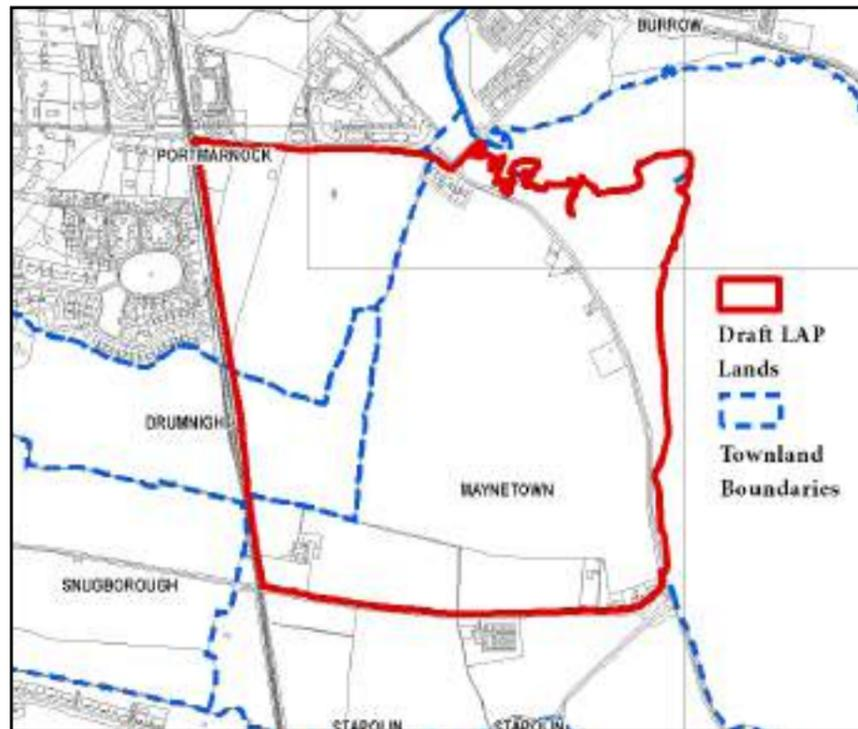 BURROW
PORTMARNOCK
Draft LAP
Lands
DRUMNIGH
Townland
Boundaries
MAYNETOWN
SNUGBOROUGH
STAPOLIN
STAPOLIN